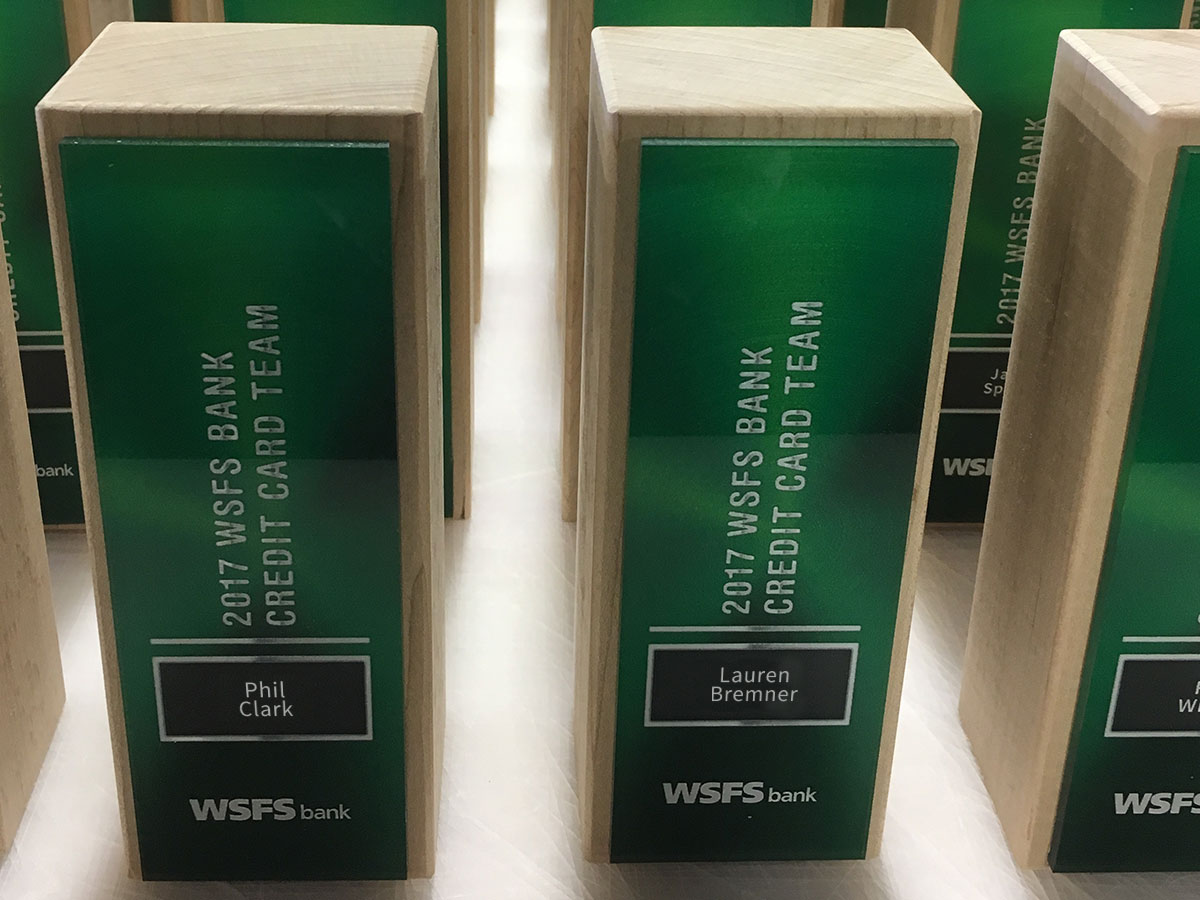 2017 WSFS BANK
CREDIT CARD TEAM
Phil
Clark
WSFS bank
2017 WSFS BANK
CREDIT CARD TEAM
Lauren
Bremner
WSFS bank
2017 WSFS BANK
bank
WSFS